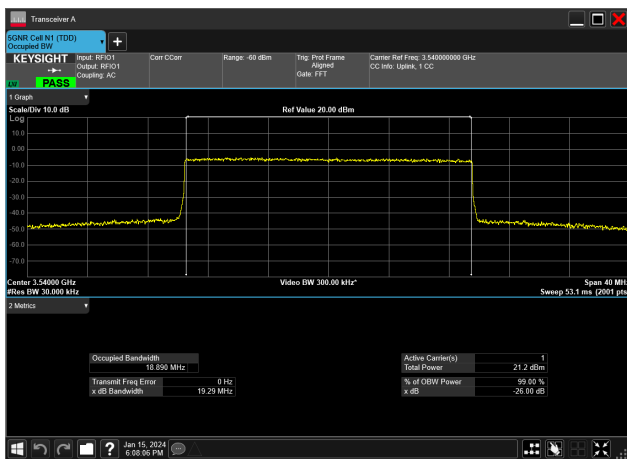 Transceiver A
5GNR Cell N1 (TDD)
Occupied BW
KEYSIGHT
PASS
Input: RFIO1
Output: RFIO1
Coupling: AC
Corr CCorr
Range: -60 dBm
Trig: Prot Frame
Aligned
Gate: FFT
Carrier Ref Freq: 3.540000000 GHz
CC Info: Uplink, 1 CC
1 Graph
Scale/Div 10.0 dB
Ref Value 20.00 dBm
Log
10.0
0.00
-10.0
-20.0
-30.0
-40.0
-50.0
-60.0
-70.0
Center 3.54000 GHz
Video BW 300.00 kHz*
Span 40 MHz
#Res BW 30.000 kHz
Sweep 53.1 ms (2001 pts
2 Metrics
Occupied Bandwidth
18.890 MHz
Transmit Freq Error 0 Hz
x dB Bandwidth 19.29 MHz
Active Carrier(s) 1
Total Power 21.2 dBm
% of OBW Power 99.00 %
x dB -26.00 dB
Jan 15, 2024
6:08:06 PM